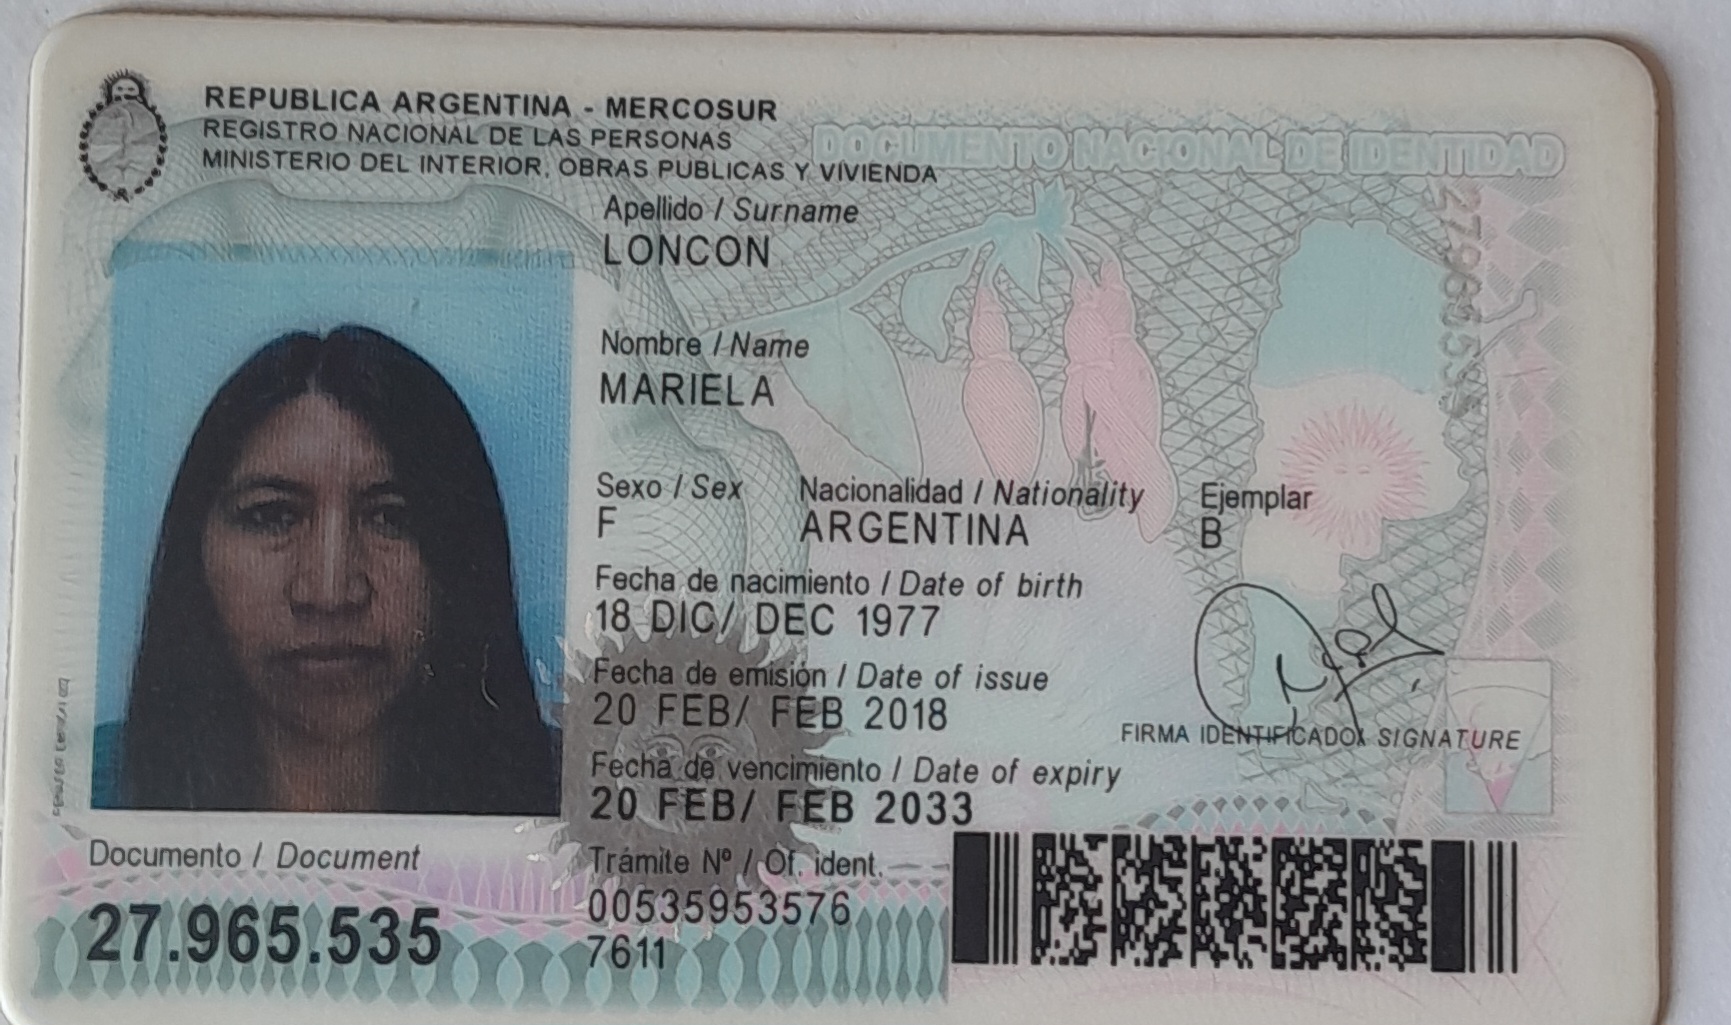 REPUBLICA ARGENTINA - MERCOSUR
REGISTRO NACIONAL DE LAS PERSONAS
MINISTERIO DEL INTERIOR, OBRAS PUBLICAS Y VIVIENDA
DOCUMENTO NACIONAL DE IDENTIDAD
Apellido / Surname
LONCON
Nombre / Name
MARIELA
Sexo / Sex Nacionalidad / Nationality Ejemplar
F ARGENTINA B
Fecha de nacimiento / Date of birth
18 DIC/ DEC 1977
Fecha de emisión / Date of issue
20 FEB/ FEB 2018
FIRMA IDENTIFICADO / SIGNATURE
Fecha de vencimiento / Date of expiry
20 FEB/ FEB 2033
Documento / Document
27.965.535
Trámite Nº / Of. ident.
00535953576
7611
27965535